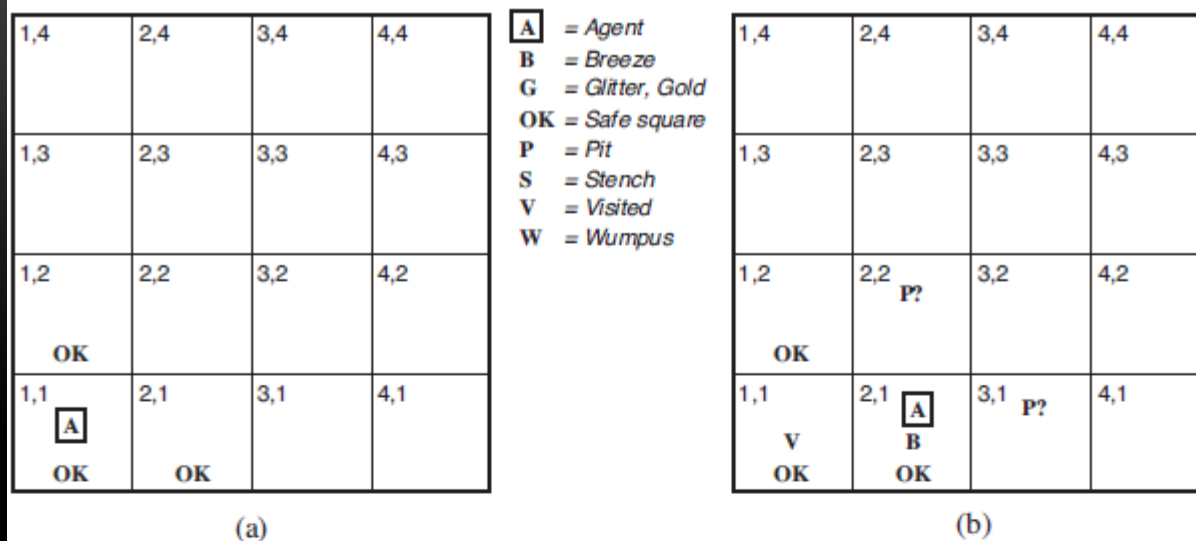 1,4 2,4 3,4 4,4
1,3 2,3 3,3 4,3
1,2 2,2 3,2 4,2
OK
1,1 2,1 3,1 4,1
A
OK OK
(a)
A = Agent
B = Breeze
G = Glitter, Gold
OK = Safe square
P = Pit
S = Stench
V = Visited
W = Wumpus
1,4 2,4 3,4 4,4
1,3 2,3 3,3 4,3
1,2 2,2 3,2 4,2
P?
OK
1,1 2,1 A 3,1 P? 4,1
V B
OK OK
(b)